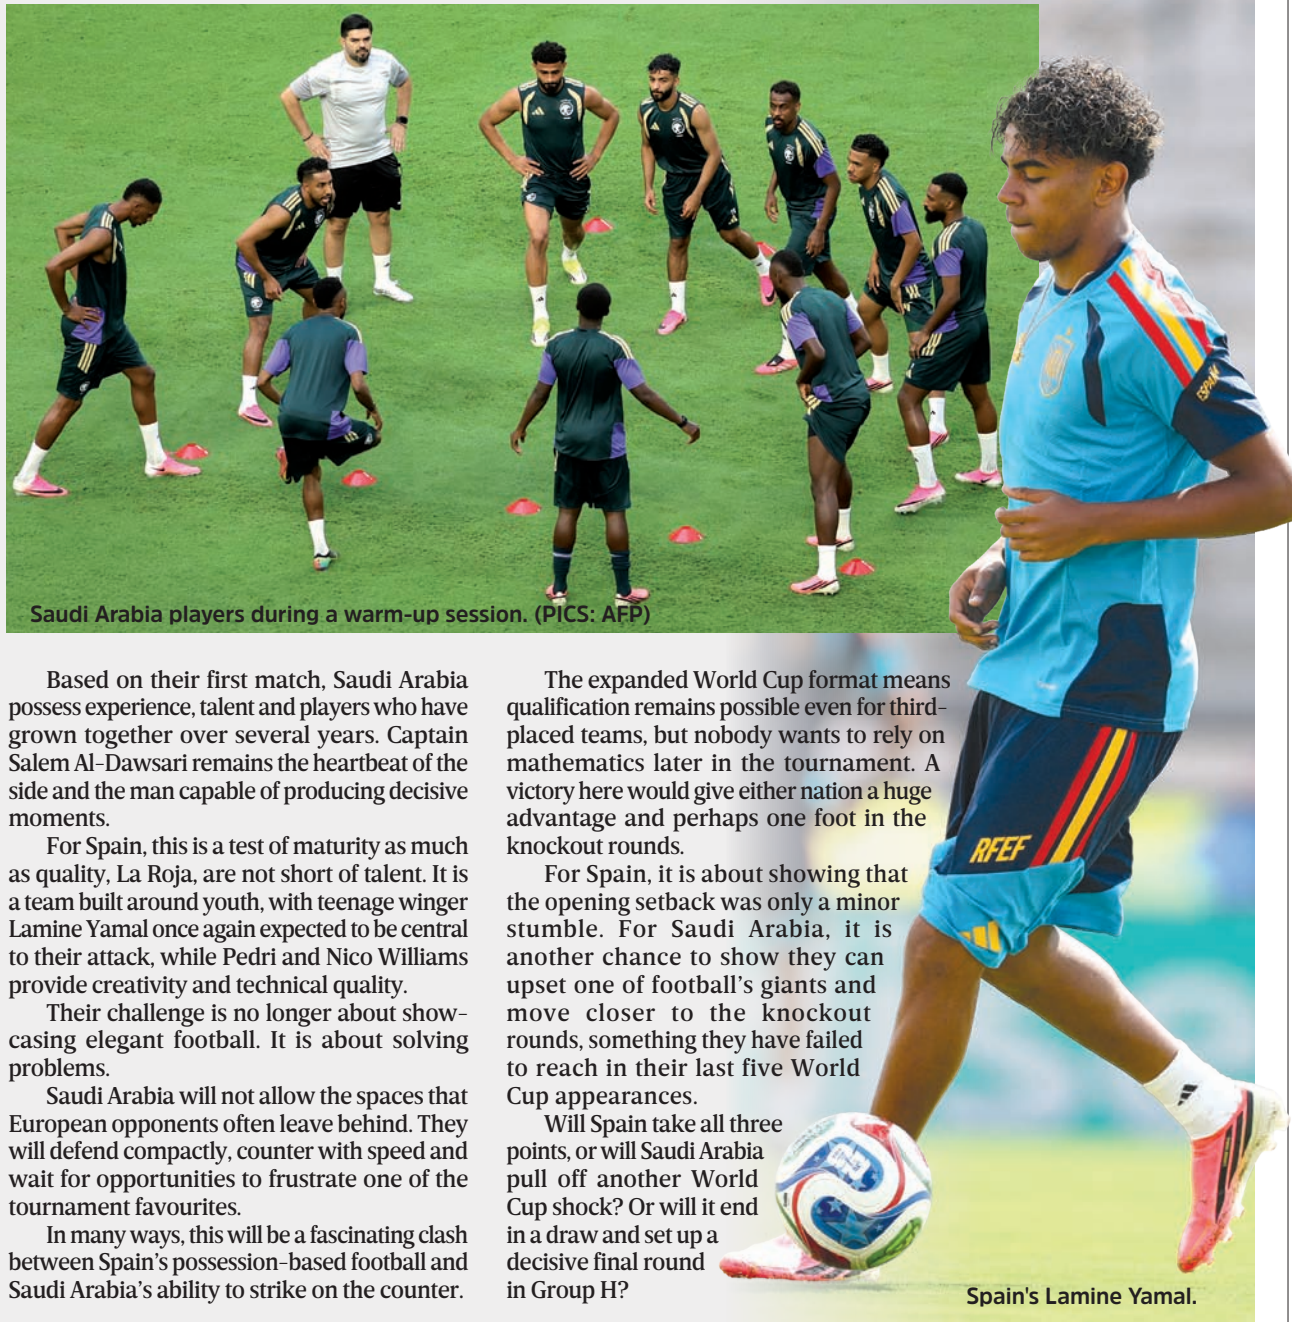 Saudi Arabia players during a warm-up session. (PICS: AFP)
Based on their first match, Saudi Arabia
possess experience, talent and players who have
grown together over several years. Captain
Salem Al-Dawsari remains the heartbeat of the
side and the man capable of producing decisive
moments.
For Spain, this is a test of maturity as much
as quality, La Roja, are not short of talent. It is
a team built around youth, with teenage winger
Lamine Yamal once again expected to be central
to their attack, while Pedri and Nico Williams
provide creativity and technical quality.
Their challenge is no longer about show-
casing elegant football. It is about solving
problems.
Saudi Arabia will not allow the spaces that
European opponents often leave behind. They
will defend compactly, counter with speed and
wait for opportunities to frustrate one of the
tournament favourites.
In many ways, this will be a fascinating clash
between Spain's possession-based football and
Saudi Arabia's ability to strike on the counter.
The expanded World Cup format means
qualification remains possible even for third-
placed teams, but nobody wants to rely on
mathematics later in the tournament. A
victory here would give either nation a huge
advantage and perhaps one foot in the
knockout rounds.
For Spain, it is about showing that
the opening setback was only a minor
stumble. For Saudi Arabia, it is
another chance to show they can
upset one of football's giants and
move closer to the knockout
rounds, something they have failed
to reach in their last five World
Cup appearances.
Will Spain take all three
points, or will Saudi Arabia
pull off another World
Cup shock? Or will it end
in a draw and set up a
decisive final round
in Group H?
ESPAÑA
RFEF
Spain's Lamine Yamal.